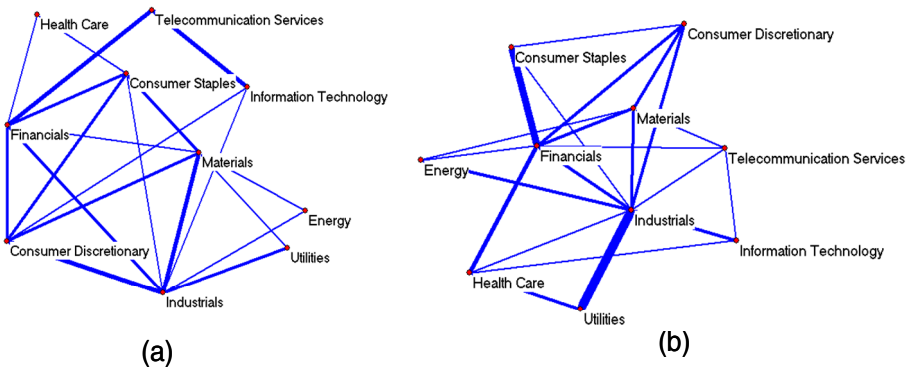 Health Care
Telecommunication Services
Consumer Staples
Information Technology
Financials
Materials
Energy
Consumer Discretionary
Utilities
Industrials
(a)
Consumer Discretionary
Consumer Staples
Materials
Financials
Telecommunication Services
Energy
Industrials
Information Technology
Health Care
Utilities
(b)